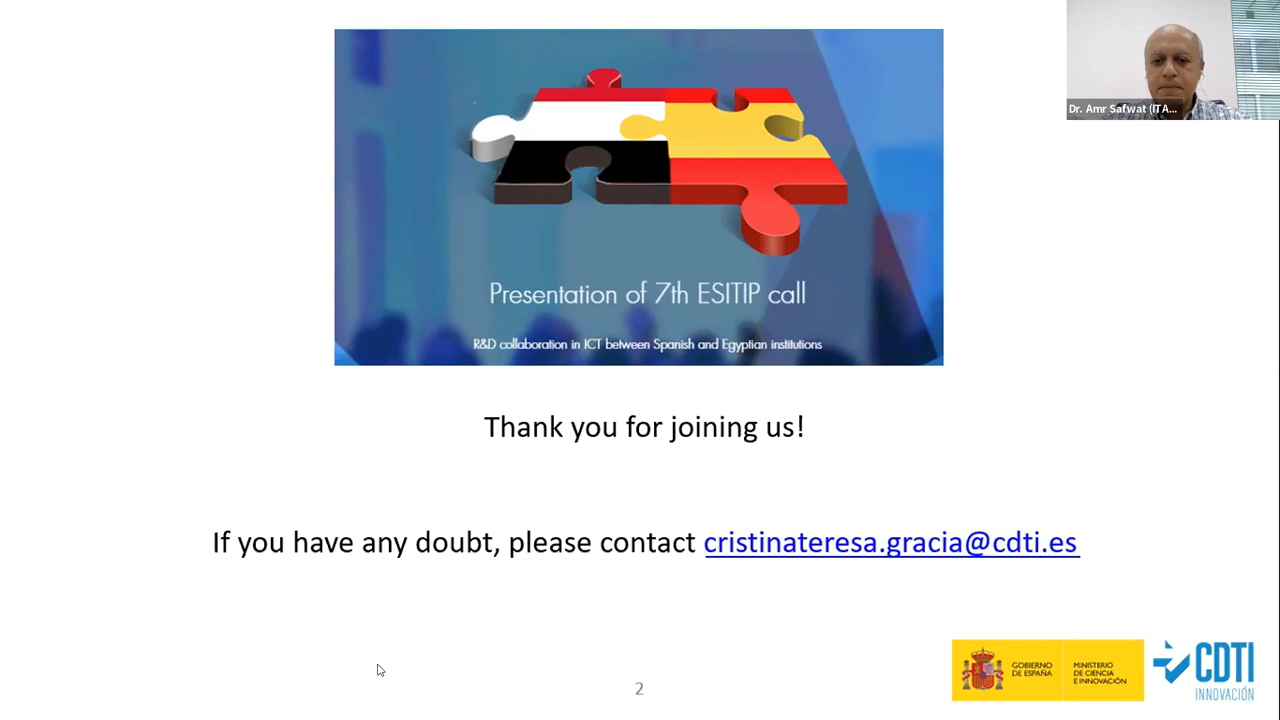 Dr. Amr Safwat (ITA...
Presentation of 7th ESITIP call
R&D collaboration in ICT between Spanish and Egyptian institutions
Thank you for joining us!
If you have any doubt, please contact cristinateresa.gracia@cdti.es
GOBIERNO
DE ESPAÑA
MINISTERIO
DE CIENCIA
E INNOVACIÓN
CDTI
INNOVACIÓN
2